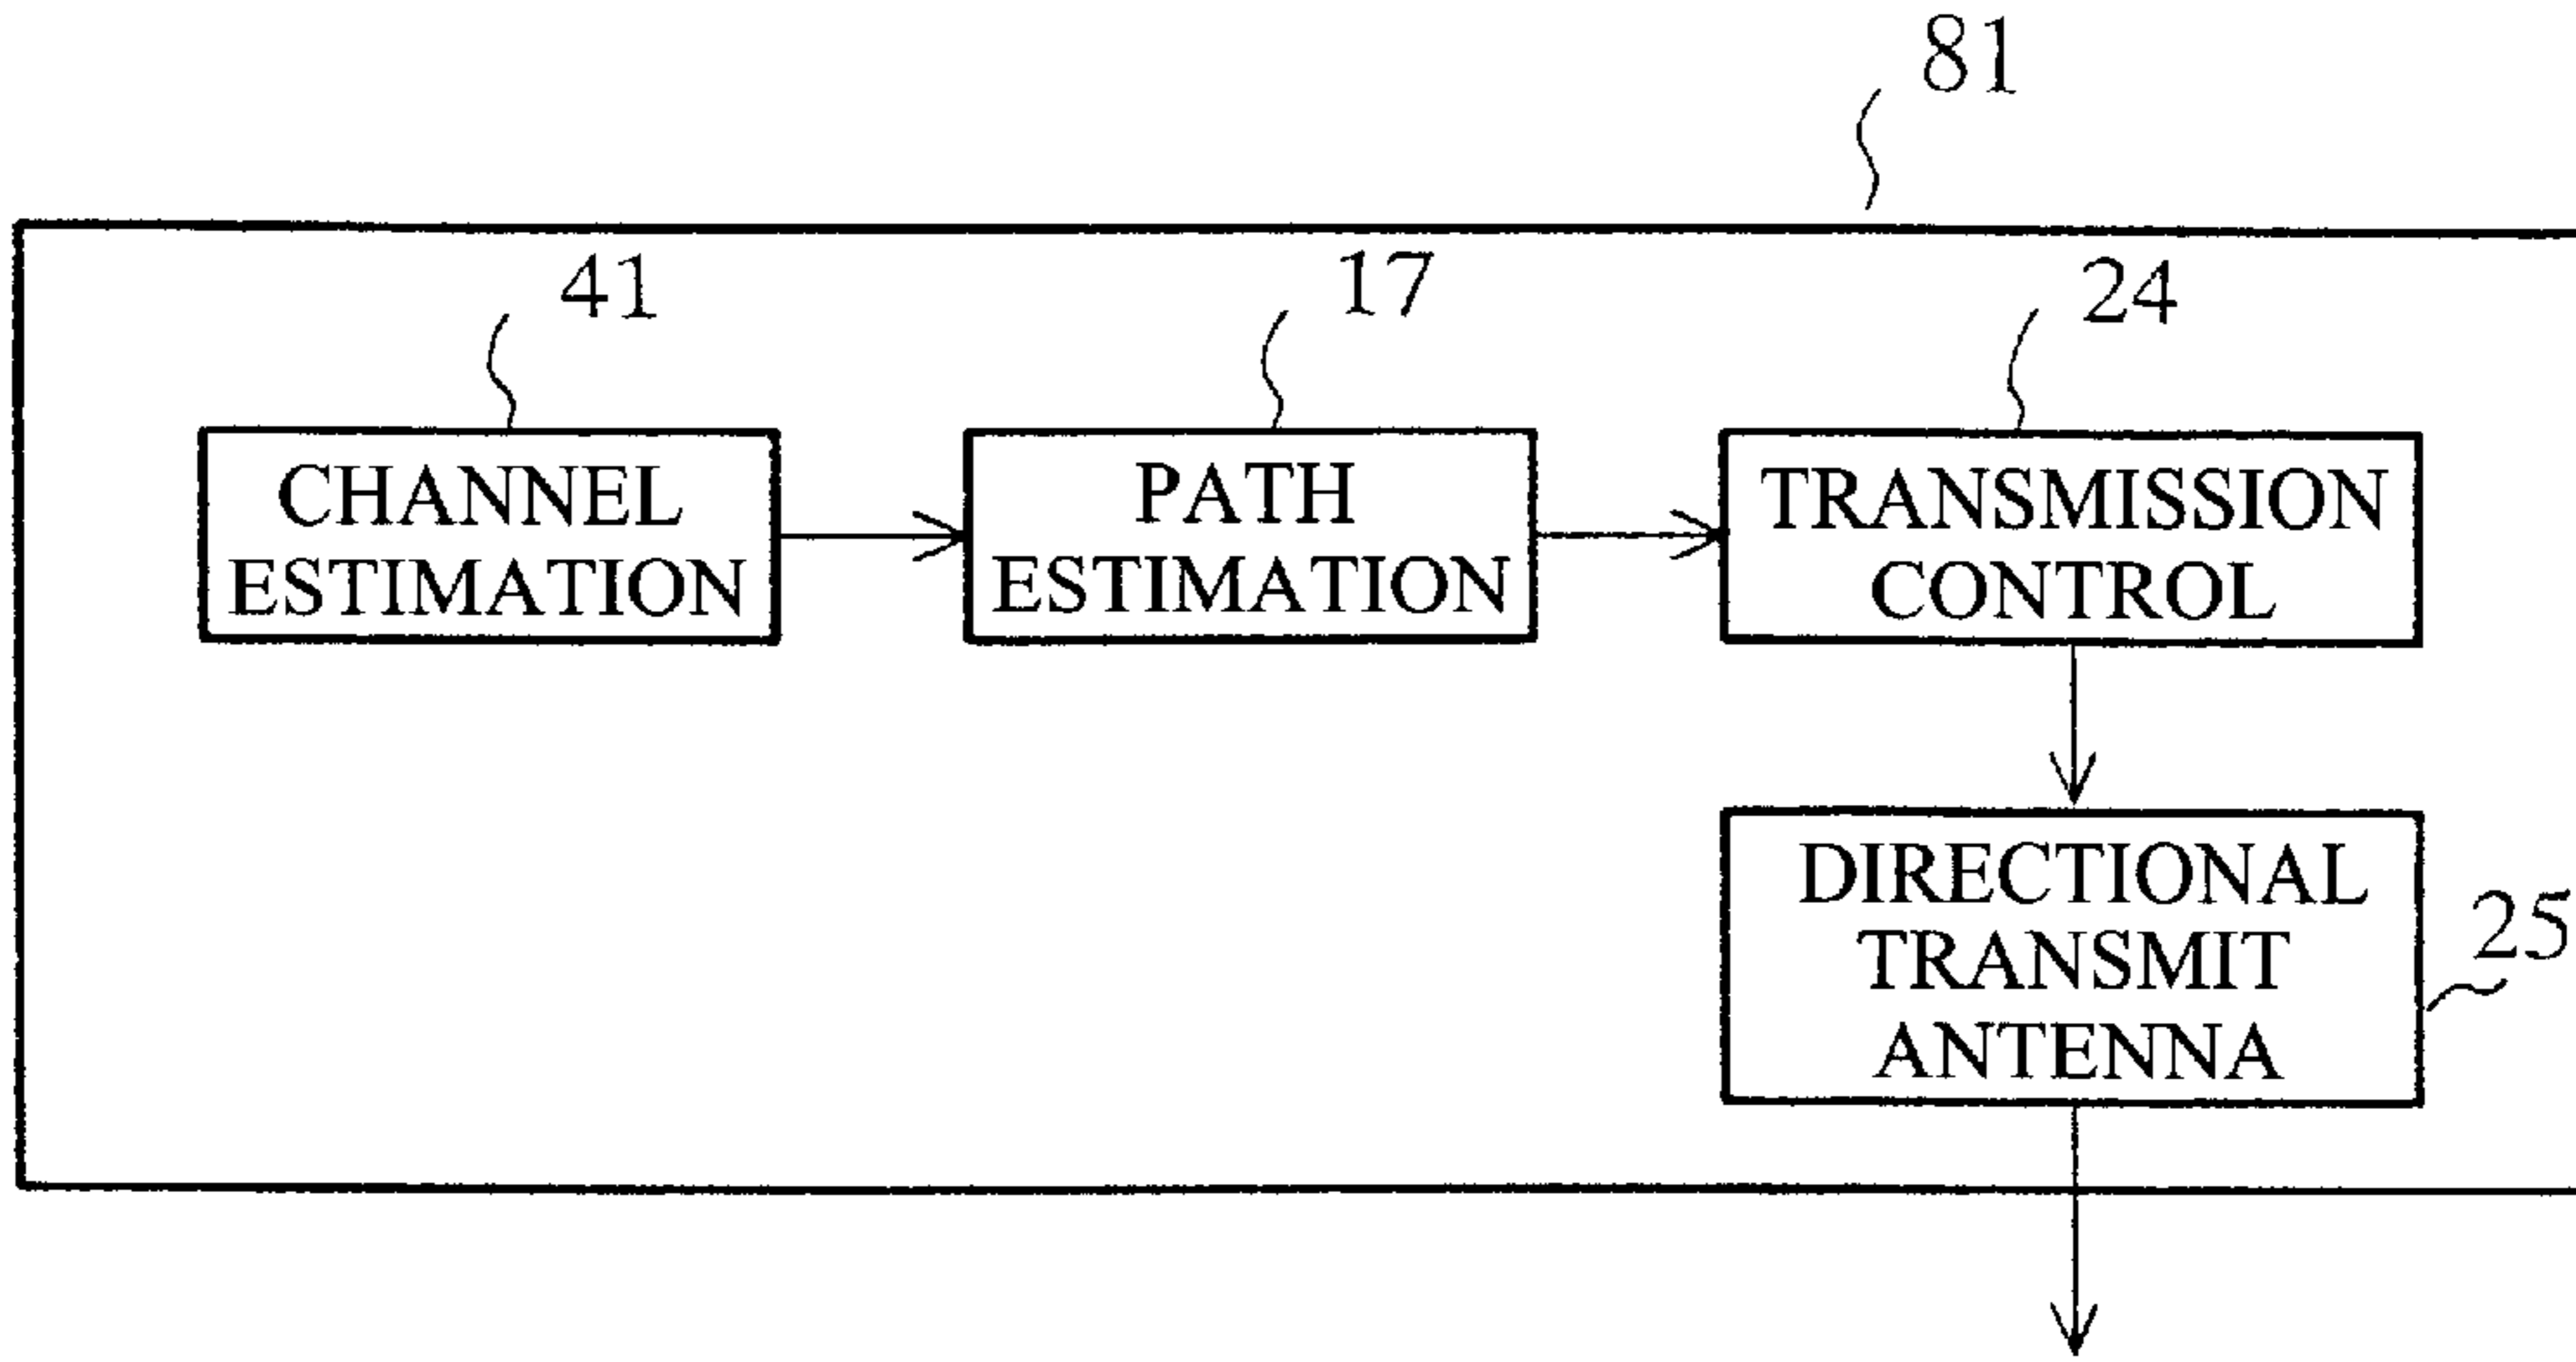 81
41
17
24
CHANNEL
ESTIMATION
PATH
ESTIMATION
TRANSMISSION
CONTROL
DIRECTIONAL
TRANSMIT
ANTENNA
25